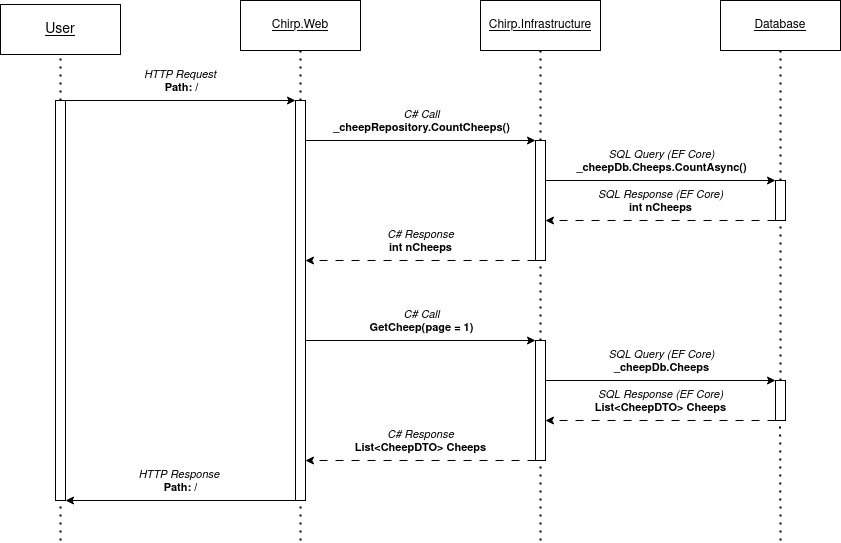 User
Chirp.Web
Chirp.Infrastructure
Database
HTTP Request
Path: /
C# Call
_cheepRepository.CountCheeps()
SQL Query (EF Core)
_cheepDb.Cheeps.CountAsync()
SQL Response (EF Core)
int nCheeps
C# Response
int nCheeps
C# Call
GetCheep(page = 1)
SQL Query (EF Core)
_cheepDb.Cheeps
SQL Response (EF Core)
List<CheepDTO> Cheeps
C# Response
List<CheepDTO> Cheeps
HTTP Response
Path: /